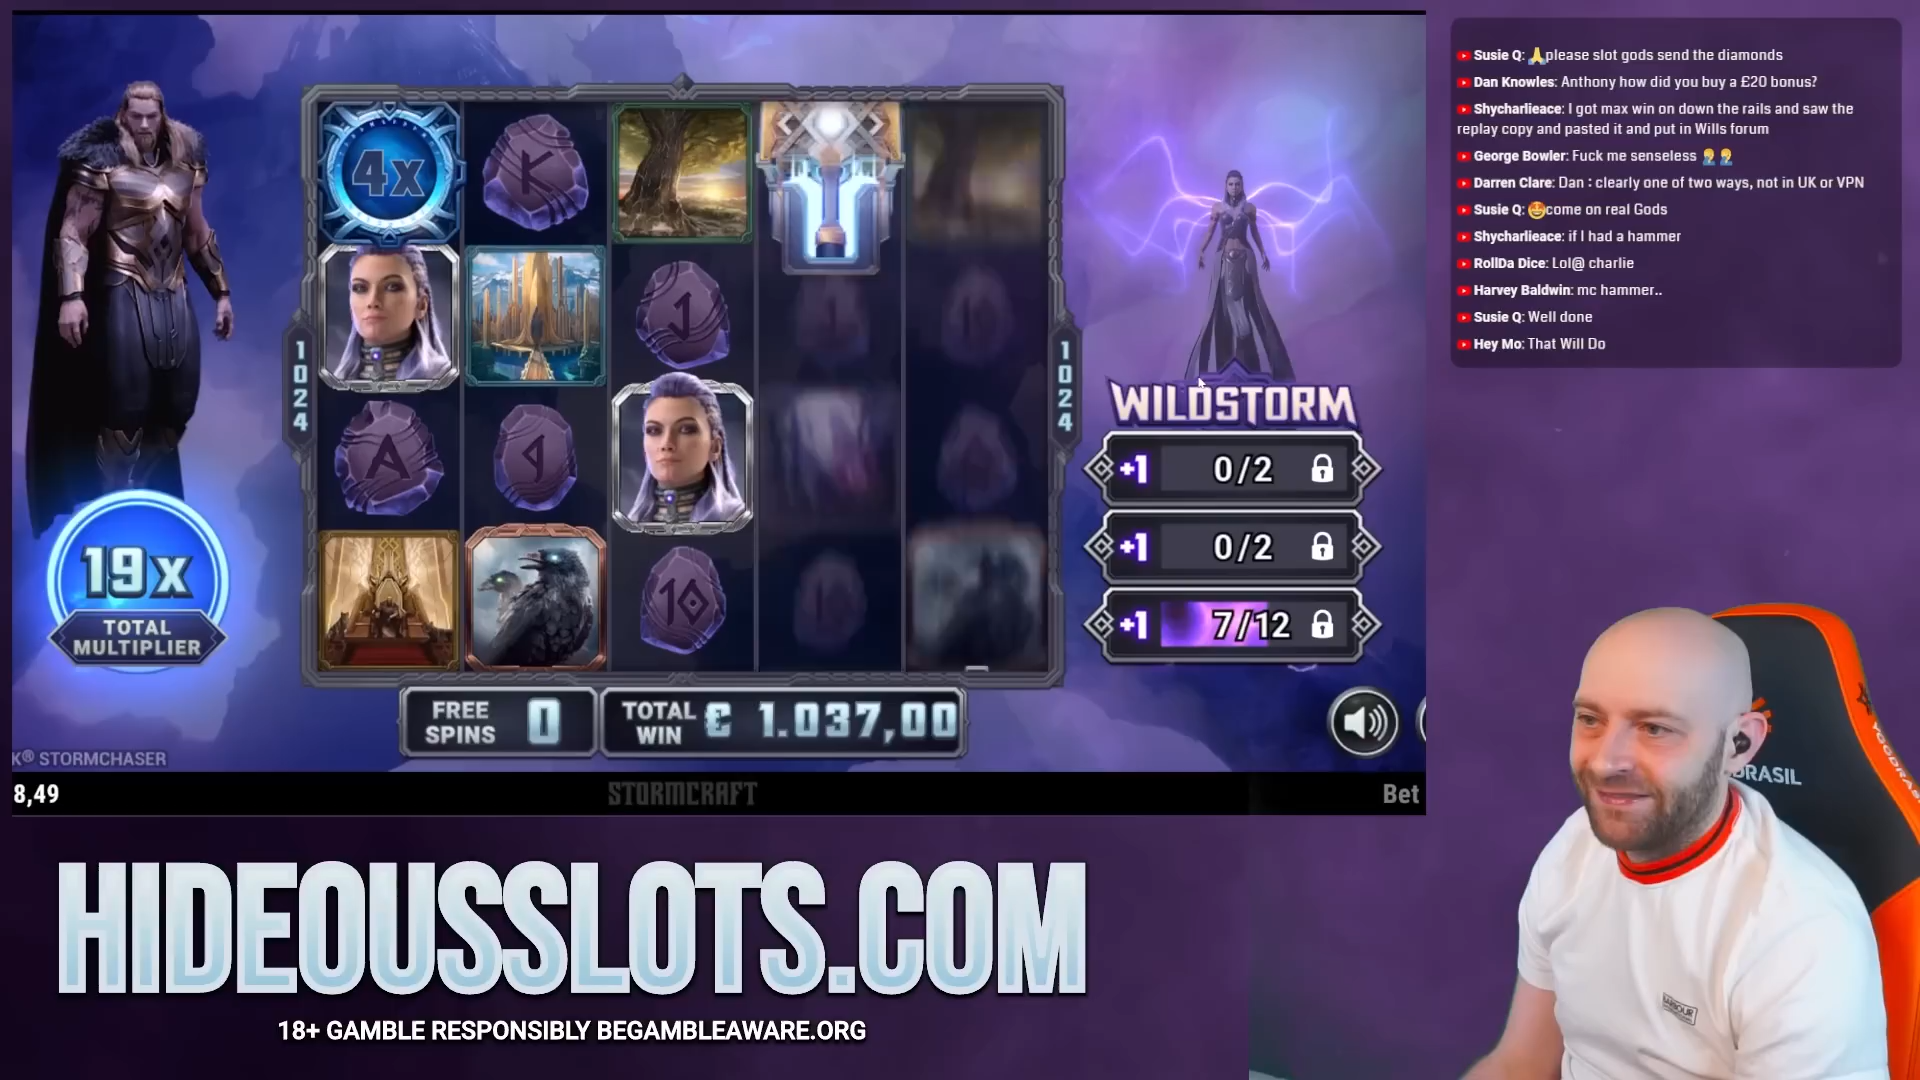 4x
K
J
A
9
10
1024
1024
19x
TOTAL
MULTIPLIER
WILDSTORM
+1 0/2
+1 0/2
+1 7/12
FREE
SPINS 0
TOTAL
WIN € 1.037,00
K® STORMCHASER
8,49
STORMCRAFT
Bet
Susie Q: 🙏please slot gods send the diamonds
Dan Knowles: Anthony how did you buy a £20 bonus?
Shycharlieace: I got max win on down the rails and saw the
replay copy and pasted it and put in Wills forum
George Bowler: Fuck me senseless 🤦‍♂️🤦‍♂️
Darren Clare: Dan : clearly one of two ways, not in UK or VPN
Susie Q: 🤩come on real Gods
Shycharlieace: if I had a hammer
RollDa Dice: Lol@ charlie
Harvey Baldwin: mc hammer..
Susie Q: Well done
Hey Mo: That Will Do
HIDEOUSSLOTS.COM
18+ GAMBLE RESPONSIBLY BEGAMBLEAWARE.ORG